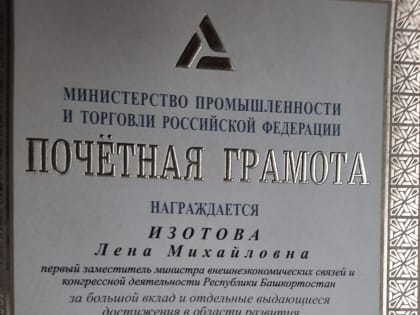 МИНИСТЕРСТВО ПРОМЫШЛЕННОСТИ
И ТОРГОВЛИ РОССИЙСКОЙ ФЕДЕРАЦИИ
ПОЧЁТНАЯ ГРАМОТА
НАГРАЖДАЕТСЯ
ИЗОТОВА
Лена Михайловна
первый заместитель министра внешнеэкономических связей и
конгрессной деятельности Республики Башкортостан
за большой вклад и отдельные выдающиеся
достижения в области развития